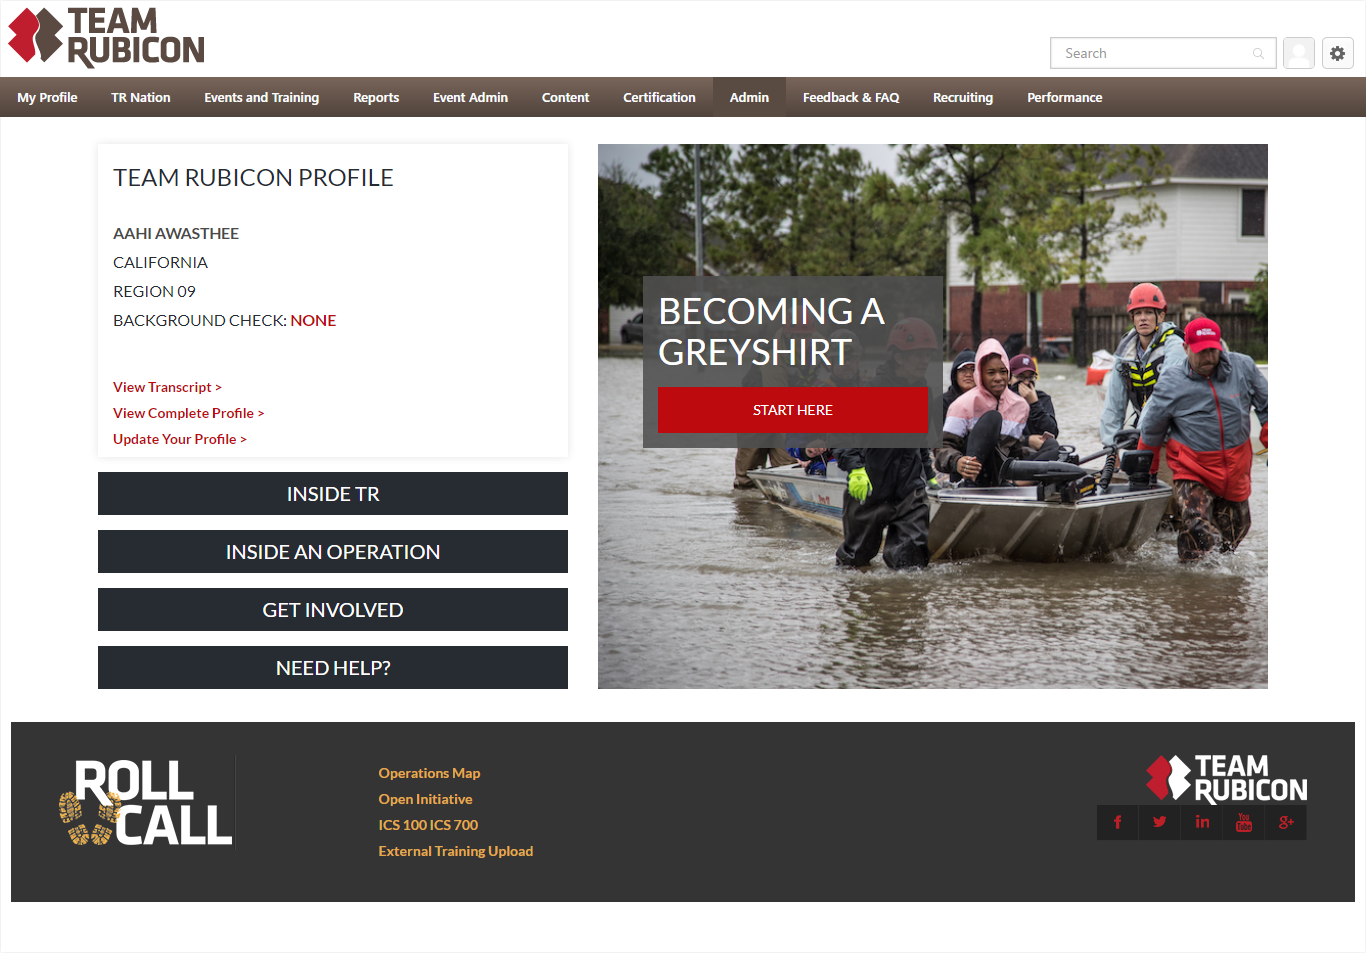 TEAM
RUBICON
Search
My Profile TR Nation Events and Training Reports Event Admin Content Certification Admin Feedback & FAQ Recruiting Performance
TEAM RUBICON PROFILE
AAHI AWASTHEE
CALIFORNIA
REGION 09
BACKGROUND CHECK: NONE
View Transcript >
View Complete Profile >
Update Your Profile >
INSIDE TR
INSIDE AN OPERATION
GET INVOLVED
NEED HELP?
BECOMING A
GREYSHIRT
START HERE
ROLL
CALL
Operations Map
Open Initiative
ICS 100 ICS 700
External Training Upload
TEAM
RUBICON
f in You Tube g+